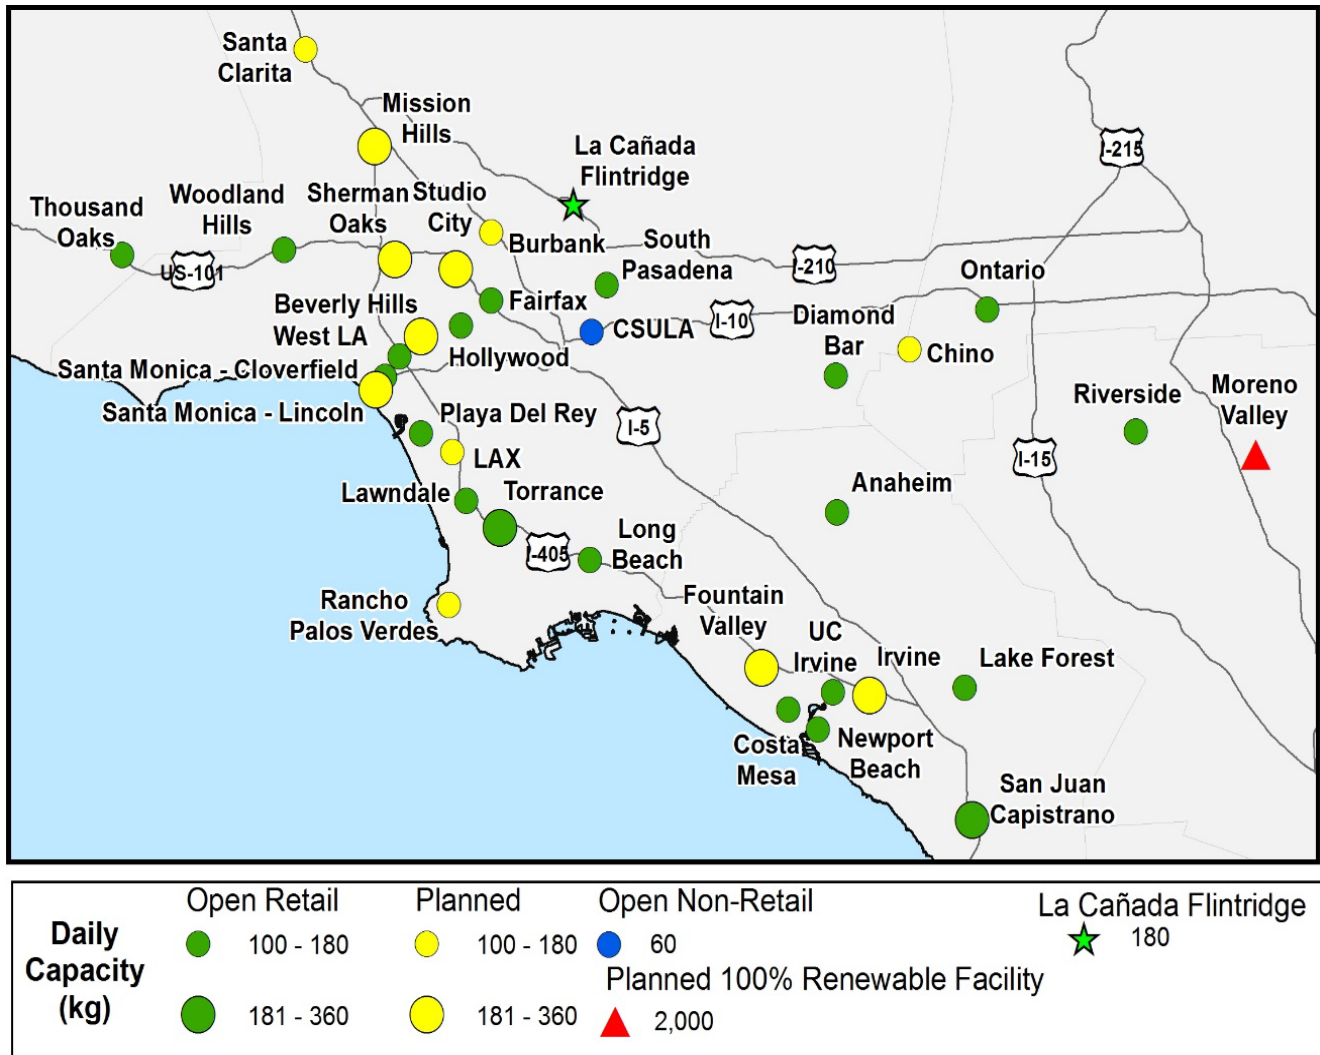 Santa
Clarita
Mission
Hills
La Cañada
Flintridge
I-215
Thousand
Oaks
Woodland
Hills
Sherman
Oaks
Studio
City
Burbank
South
Pasadena
US-101
I-210
Ontario
Beverly Hills
West LA
Fairfax
CSULA
I-10
Diamond
Bar
Chino
Hollywood
Santa Monica - Cloverfield
Santa Monica - Lincoln
Playa Del Rey
I-5
Riverside
Moreno
Valley
LAX
I-15
Lawndale
Torrance
Anaheim
I-405
Long
Beach
Rancho
Palos Verdes
Fountain
Valley
UC
Irvine
Irvine
Lake Forest
Costa
Mesa
Newport
Beach
San Juan
Capistrano
Daily
Capacity
(kg)
Open Retail
100 - 180
181 - 360
Planned
100 - 180
181 - 360
Open Non-Retail
60
Planned 100% Renewable Facility
2,000
La Cañada Flintridge
180